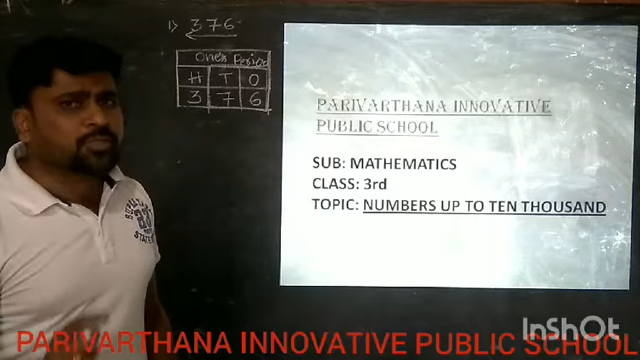 1) 376
Ones Period
H T O
3 7 6
PARIVARTHANA INNOVATIVE
PUBLIC SCHOOL
SUB: MATHEMATICS
CLASS: 3rd
TOPIC: NUMBERS UP TO TEN THOUSAND
STATE
InShOt
PARIVARTHANA INNOVATIVE PUBLIC SCHOOL